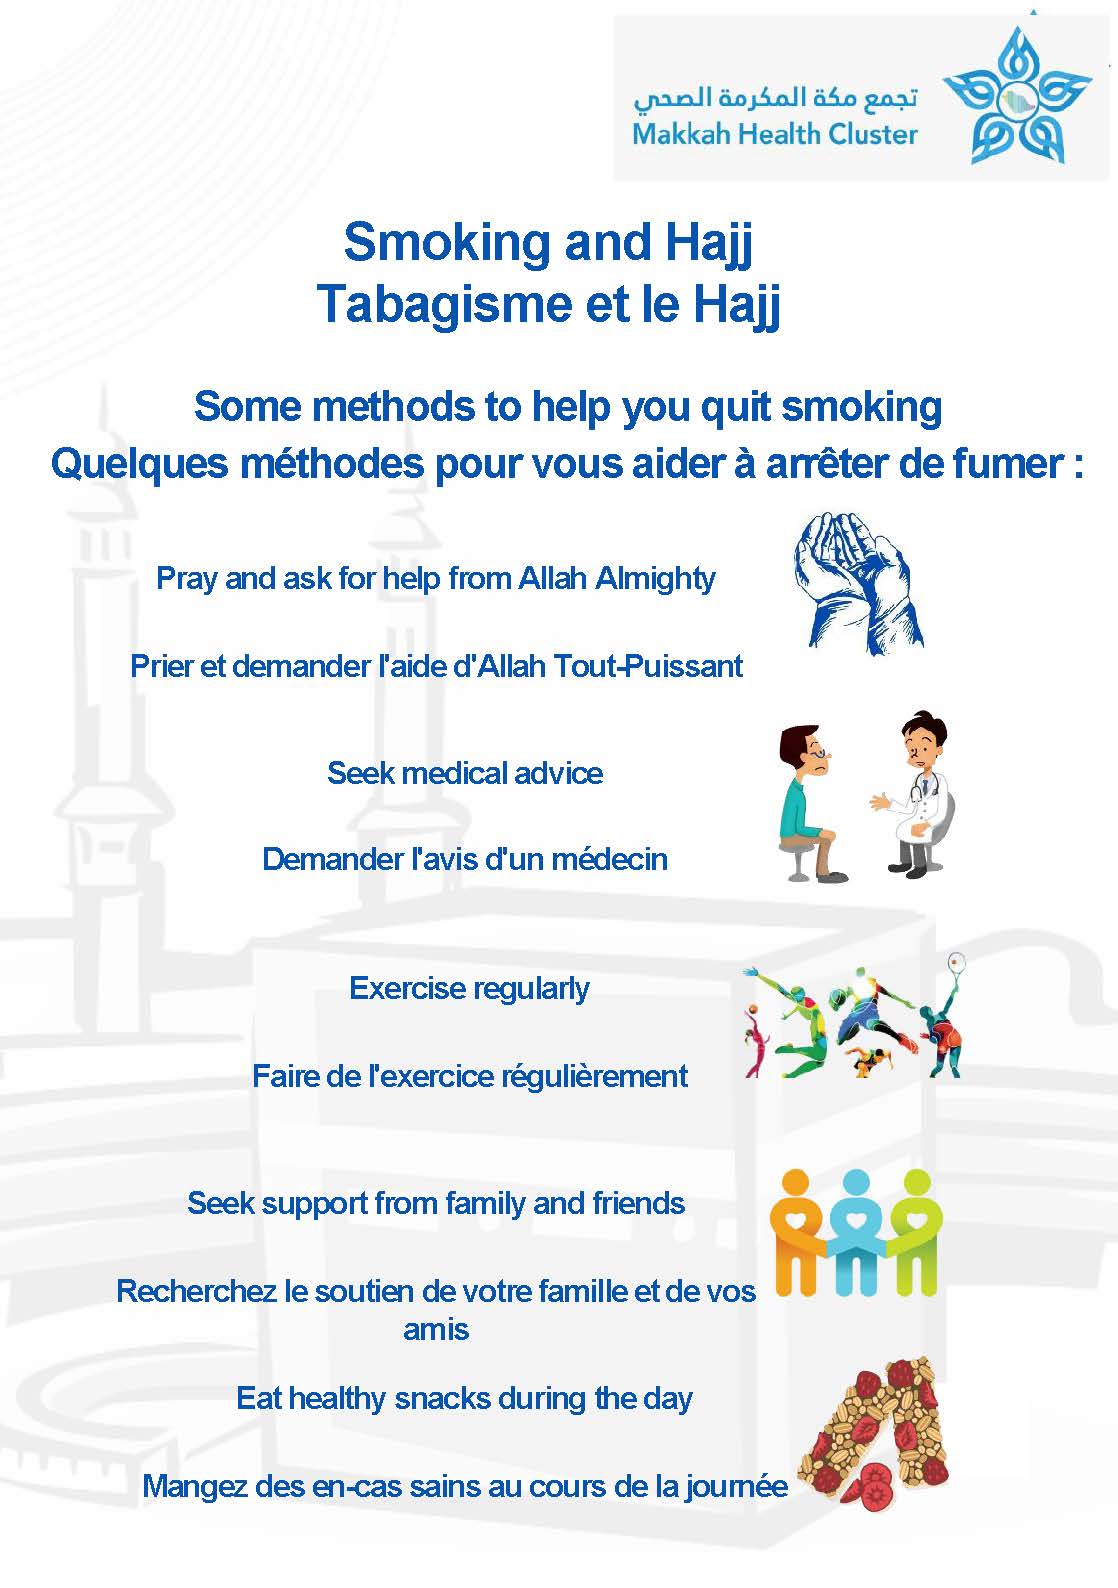 تجمع مكة المكرمة الصحي
Makkah Health Cluster
Smoking and Hajj
Tabagisme et le Hajj
Some methods to help you quit smoking
Quelques méthodes pour vous aider à arrêter de fumer :
Pray and ask for help from Allah Almighty
Prier et demander l'aide d'Allah Tout-Puissant
Seek medical advice
Demander l'avis d'un médecin
Exercise regularly
Faire de l'exercice régulièrement
Seek support from family and friends
Recherchez le soutien de votre famille et de vos
amis
Eat healthy snacks during the day
Mangez des en-cas sains au cours de la journée